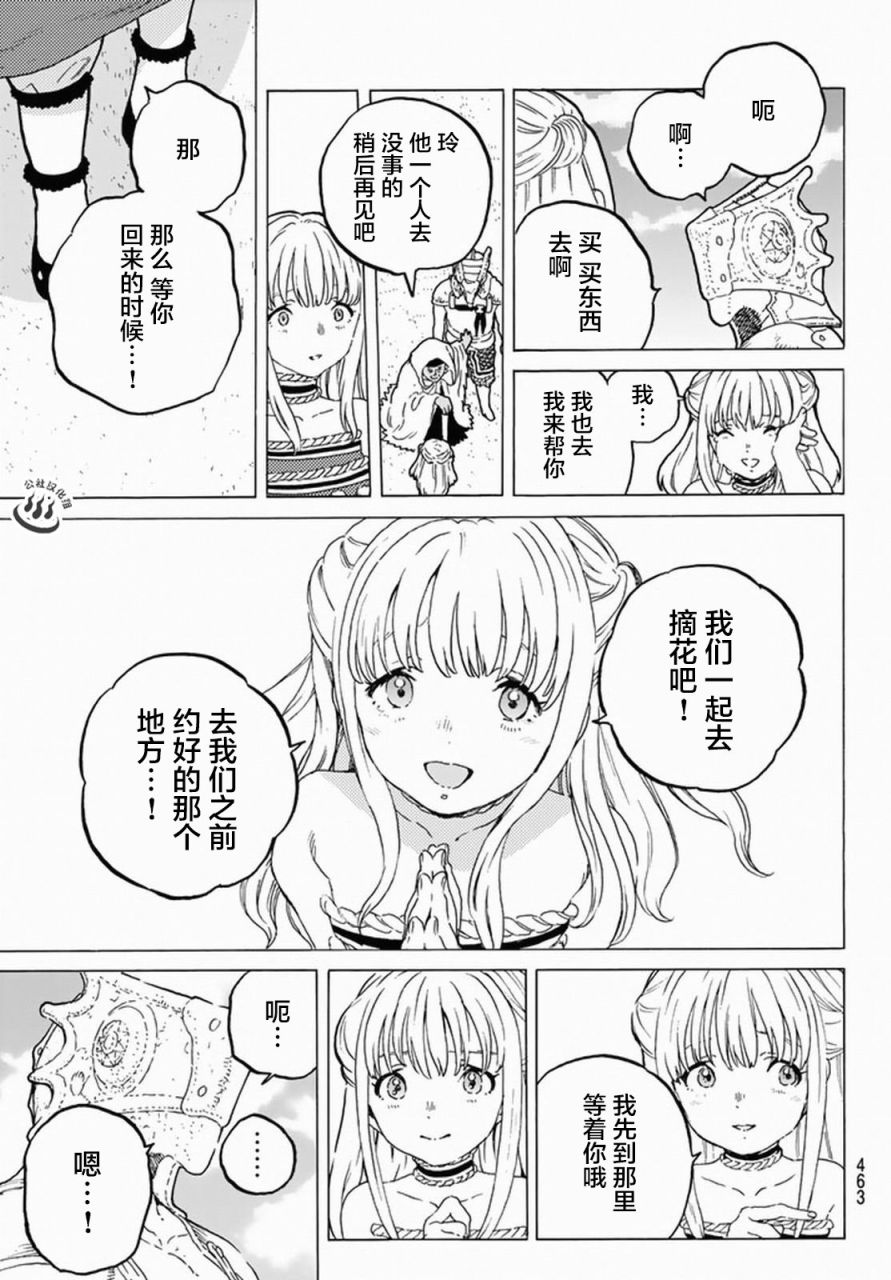 呃
啊…
买 买东西
去啊
我…
我也去
我来帮你
玲
他一个人去
没事的
稍后再见吧
那
那么 等你
回来的时候…！
公社汉化组
我们一起去
摘花吧！
去我们之前
约好的那个
地方…！
我先到那里
等着你哦
呃…
…
嗯…！
463